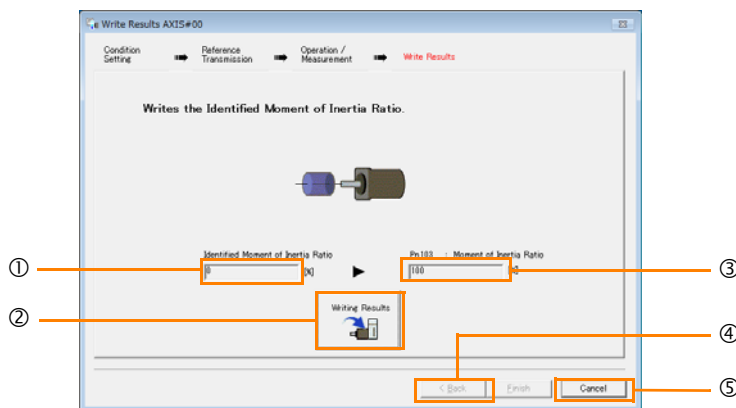 Write Results AXIS#00
Condition Setting
Reference Transmission
Operation / Measurement
Write Results
Writes the Identified Moment of Inertia Ratio.
Identified Moment of Inertia Ratio
Pn103 : Moment of Inertia Ratio
①
0
[%]
100
③
②
Writing Results
④
< Back
Finish
Cancel
⑤